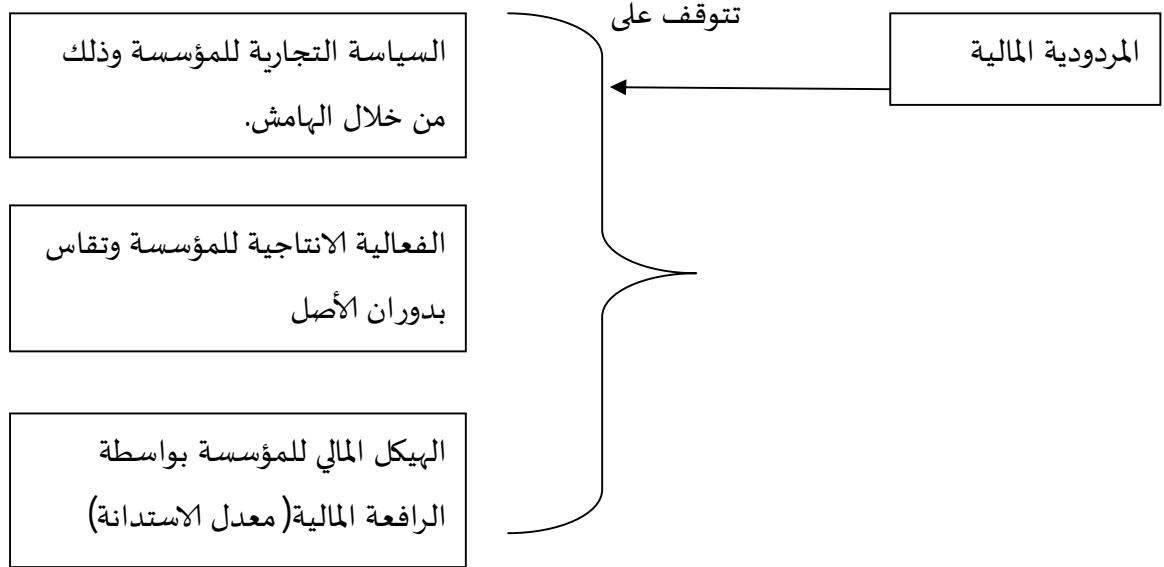 المردودية المالية
تتوقف على
السياسة التجارية للمؤسسة وذلك
من خلال الهامش.
الفعالية الانتاجية للمؤسسة وتقاس
بدوران الأصل
الهيكل المالي للمؤسسة بواسطة
الرافعة المالية( معدل الاستدانة)